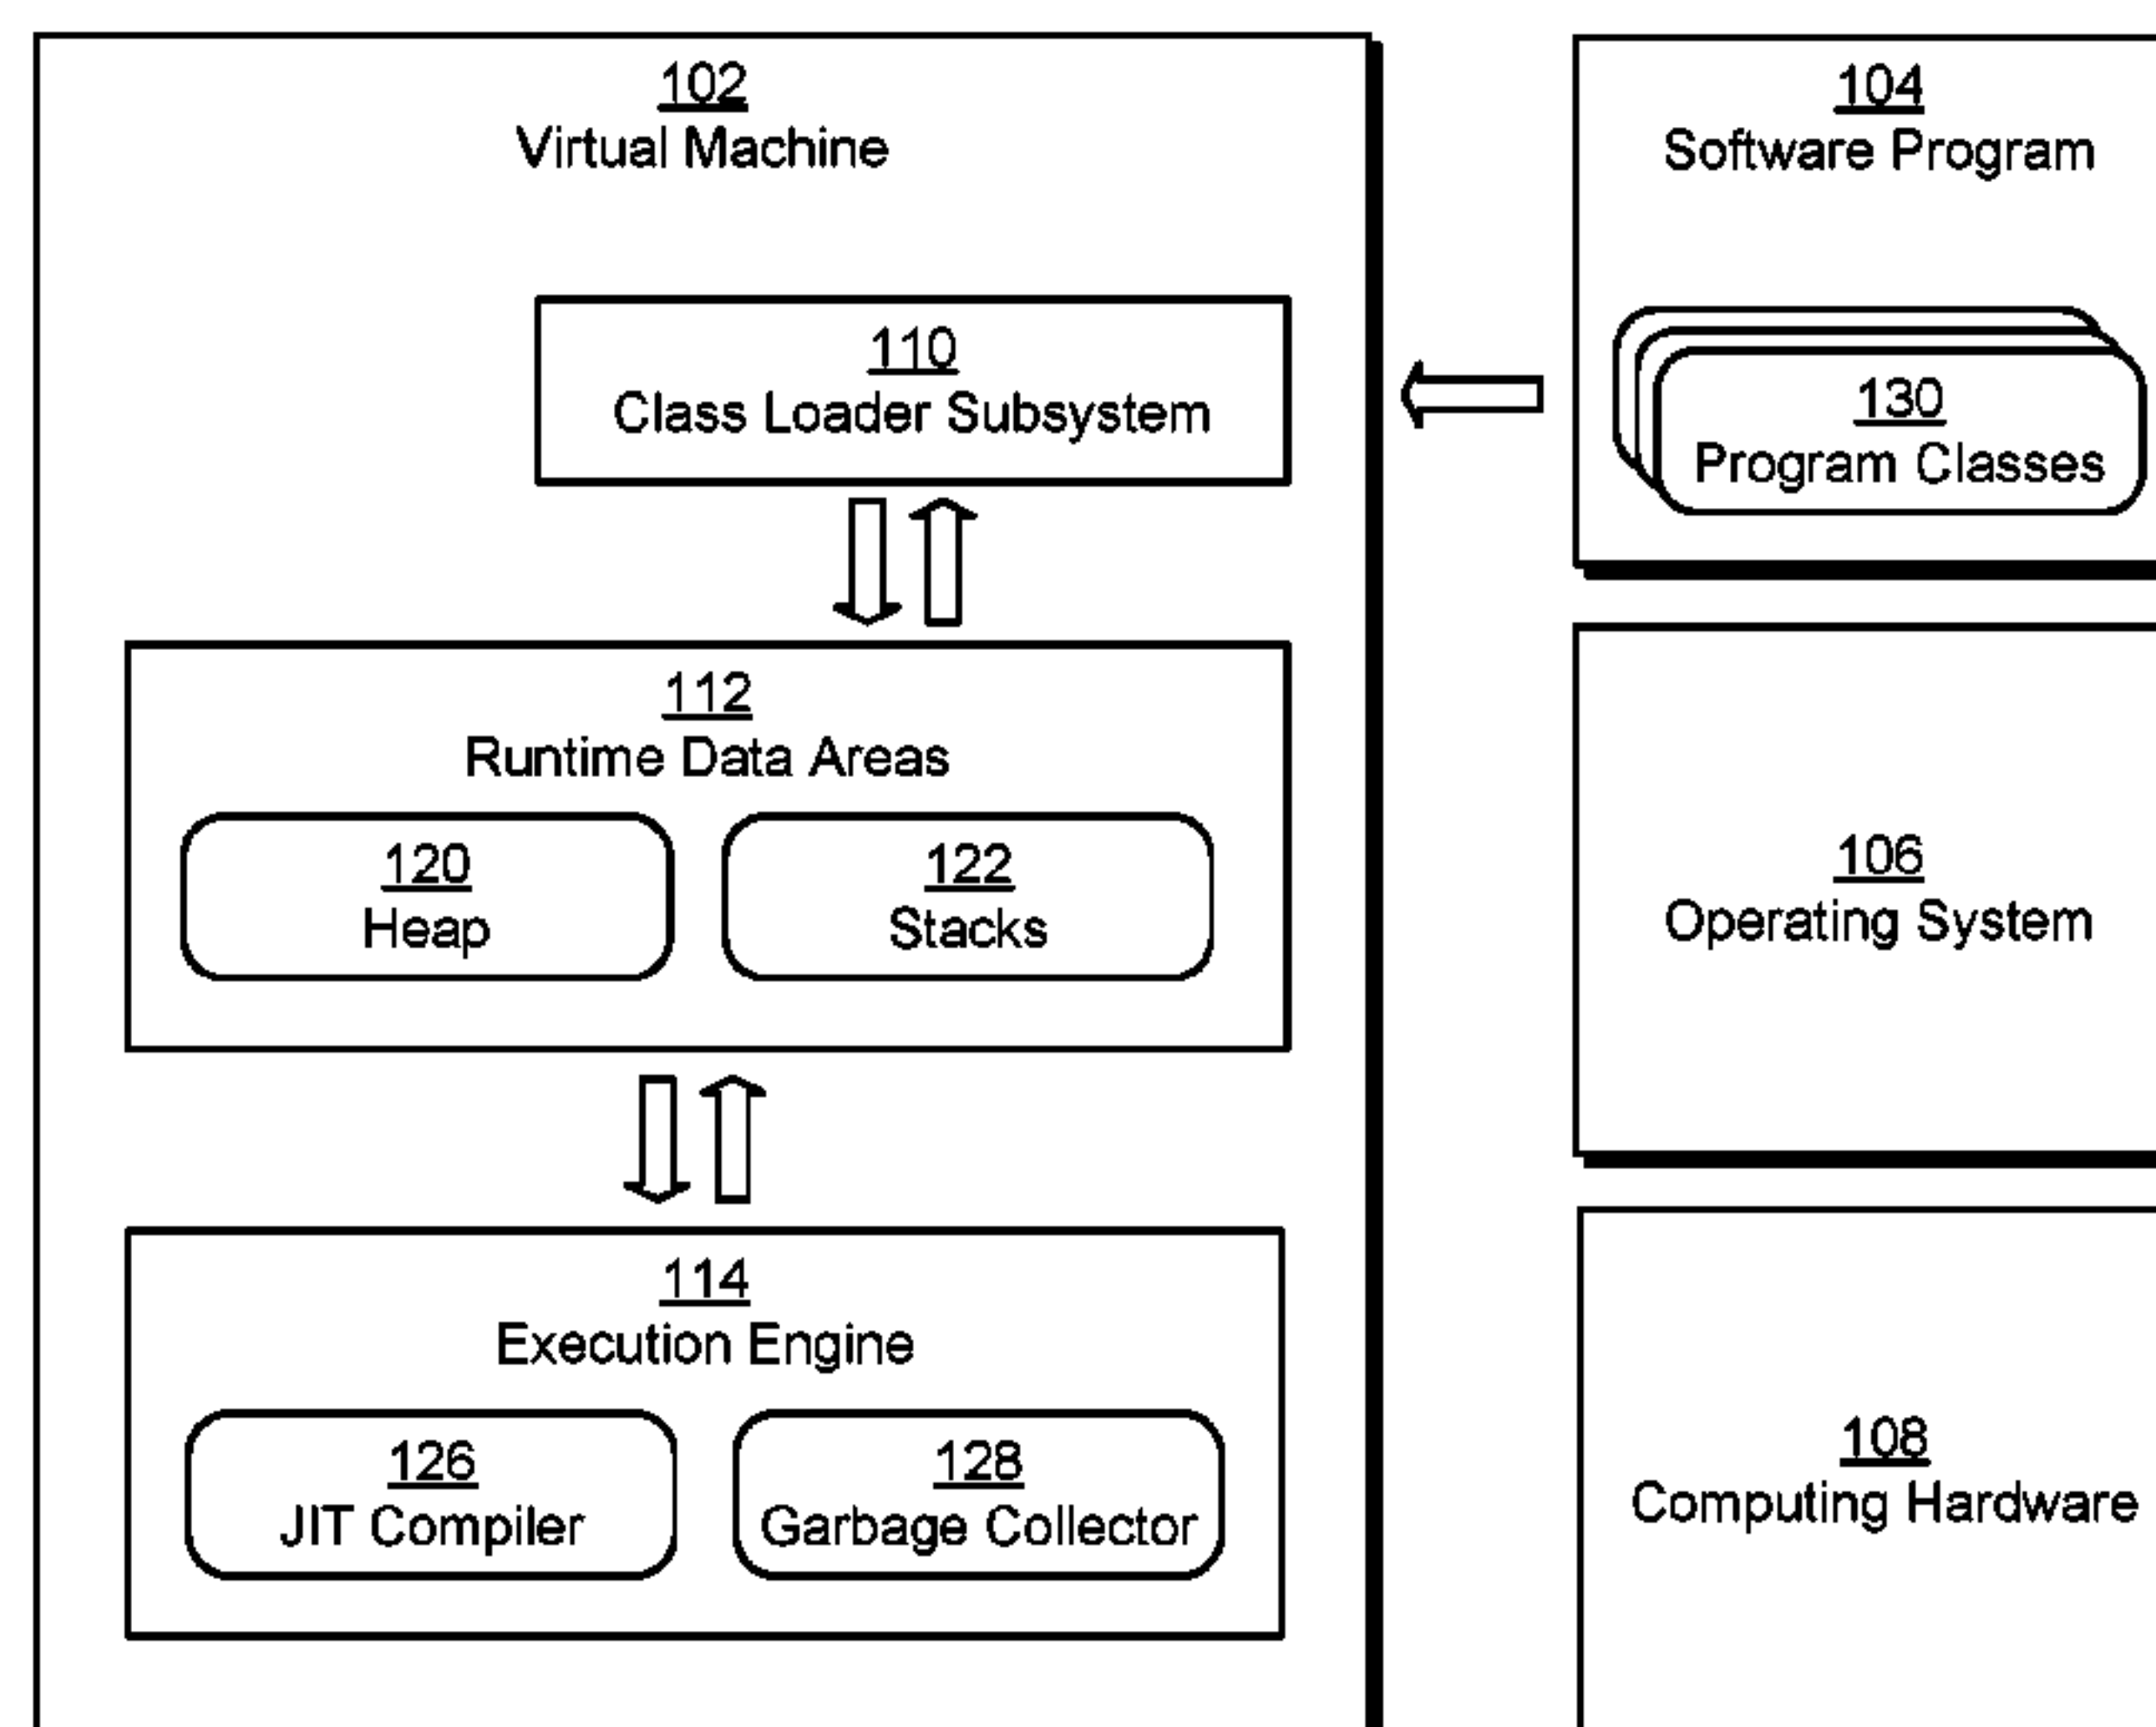 102
Virtual Machine
110
Class Loader Subsystem
112
Runtime Data Areas
120
Heap
122
Stacks
114
Execution Engine
126
JIT Compiler
128
Garbage Collector
104
Software Program
130
Program Classes
106
Operating System
108
Computing Hardware